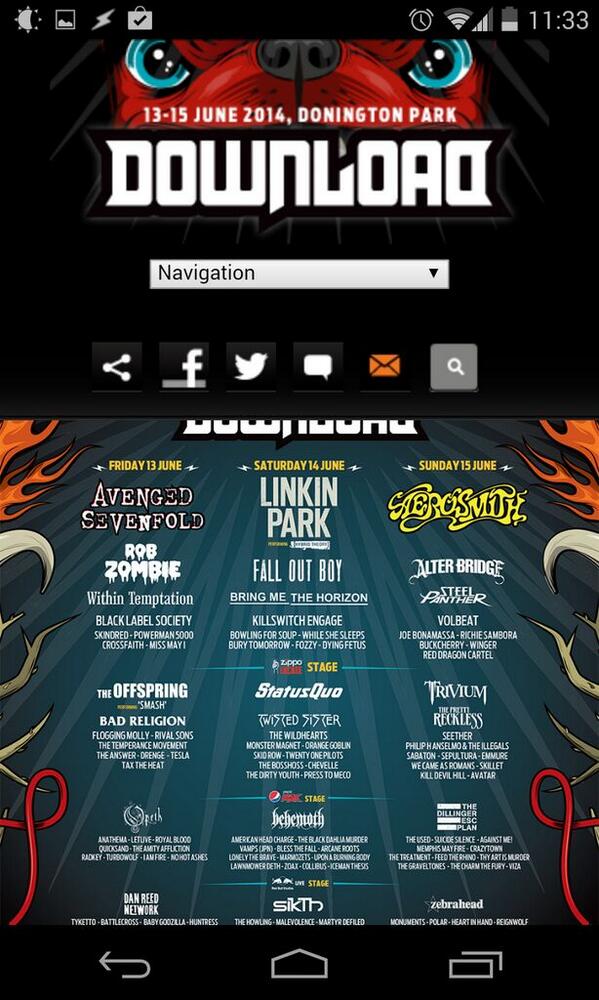 11:33
13-15 JUNE 2014, DONINGTON PARK
DOWNLOAD
Navigation
DOWNLOAD
FRIDAY 13 JUNE
AVENGED
SEVENFOLD
ROB
ZOMBIE
Within Temptation
BLACK LABEL SOCIETY
SKINDRED - POWERMAN 5000
CROSSFAITH - MISS MAY I
SATURDAY 14 JUNE
LINKIN
PARK
PERFORMING HYBRID THEORY
FALL OUT BOY
BRING ME THE HORIZON
KILLSWITCH ENGAGE
BOWLING FOR SOUP - WHILE SHE SLEEPS
BURY TOMORROW - FOZZY - DYING FETUS
SUNDAY 15 JUNE
AEROSMITH
ALTER BRIDGE
STEEL
PANTHER
VOLBEAT
JOE BONAMASSA - RICHIE SAMBORA
BUCKCHERRY - WINGER
RED DRAGON CARTEL
zippo STAGE
THE OFFSPRING
PERFORMING 'SMASH'
BAD RELIGION
FLOGGING MOLLY - RIVAL SONS
THE TEMPERANCE MOVEMENT
THE ANSWER - DRENGE - TESLA
TAX THE HEAT
StatusQuo
TWISTED SISTER
THE WILDHEARTS
MONSTER MAGNET - ORANGE GOBLIN
SKID ROW - TWENTY ONE PILOTS
THE BOSSHOSS - CHEVELLE
THE DIRTY YOUTH - PRESS TO MECO
TRIVIUM
THE PRETTY
RECKLESS
SEETHER
PHILIP H ANSELMO & THE ILLEGALS
SABATON - SEPULTURA - EMMURE
WE CAME AS ROMANS - SKILLET
KILL DEVIL HILL - AVATAR
MAX STAGE
Opeth
ANATHEMA - LETLIVE - ROYAL BLOOD
QUICKSAND - THE AMITY AFFLICTION
RADKEY - TURBOWOLF - I AM FIRE - NO HOT ASHES
behemoth
AMERICAN HEAD CHARGE - THE BLACK DAHLIA MURDER
VAMPS (JPN) - BLESS THE FALL - ARCANE ROOTS
LONELY THE BRAVE - MARMOZETS - UPON A BURNING BODY
LAWNMOWER DETH - ZOAX - COLLIBUS - ICEMAN THESIS
THE
DILLINGER
ESC
PLAN
THE USED - SUICIDE SILENCE - AGAINST ME!
MEMPHIS MAY FIRE - CRAZYTOWN
THE TREATMENT - FEED THE RHINO - THY ART IS MURDER
THE GRAVELTONES - THE CHARM THE FURY - VIZA
Red Bull Studios LIVE STAGE
DAN REED
NETWORK
TYKETTO - BATTLECROSS - BABY GODZILLA - HUNTRESS
SikTh
THE HOWLING - MALEVOLENCE - MARTYR DEFILED
zebrahead
MONUMENTS - POLAR - HEART IN HAND - REIGNWOLF